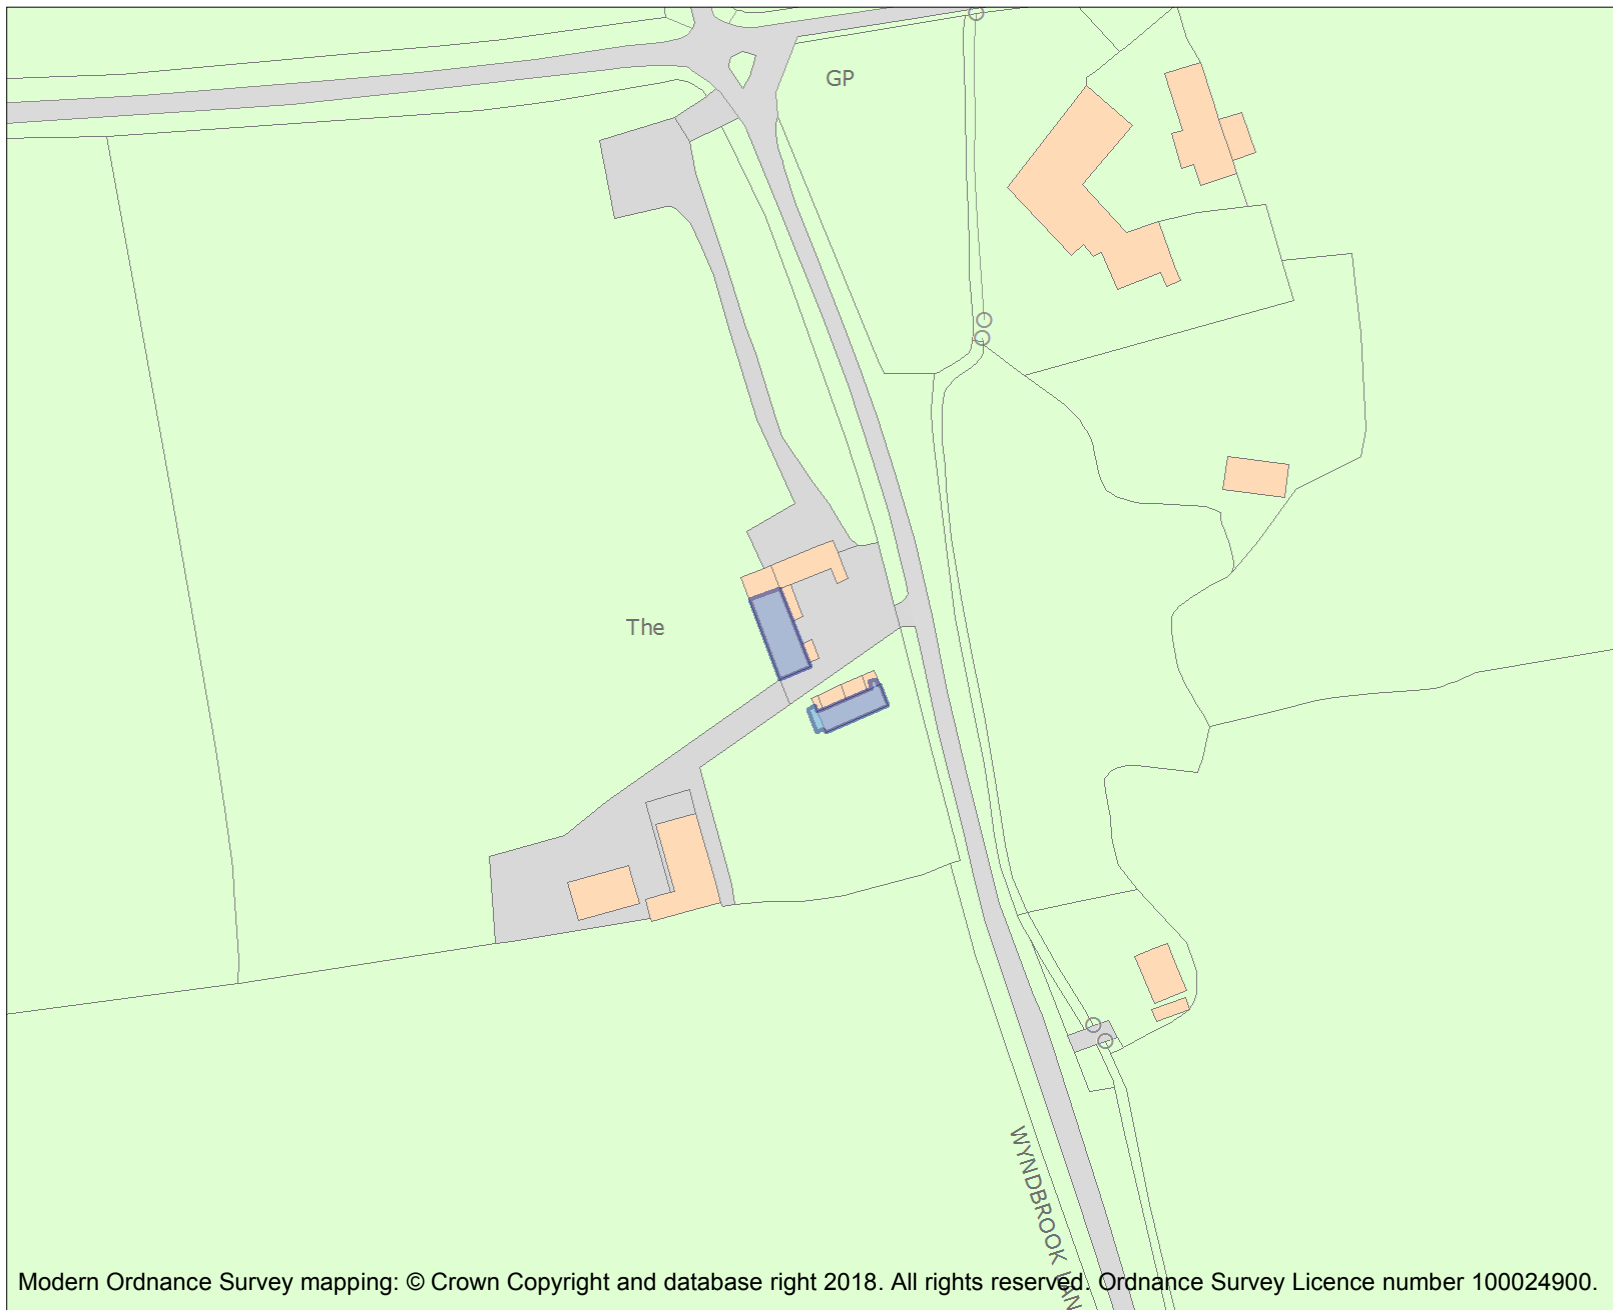 GP
The
WYNDBROOK LAN
Modern Ordnance Survey mapping: © Crown Copyright and database right 2018. All rights reserved. Ordnance Survey Licence number 100024900.